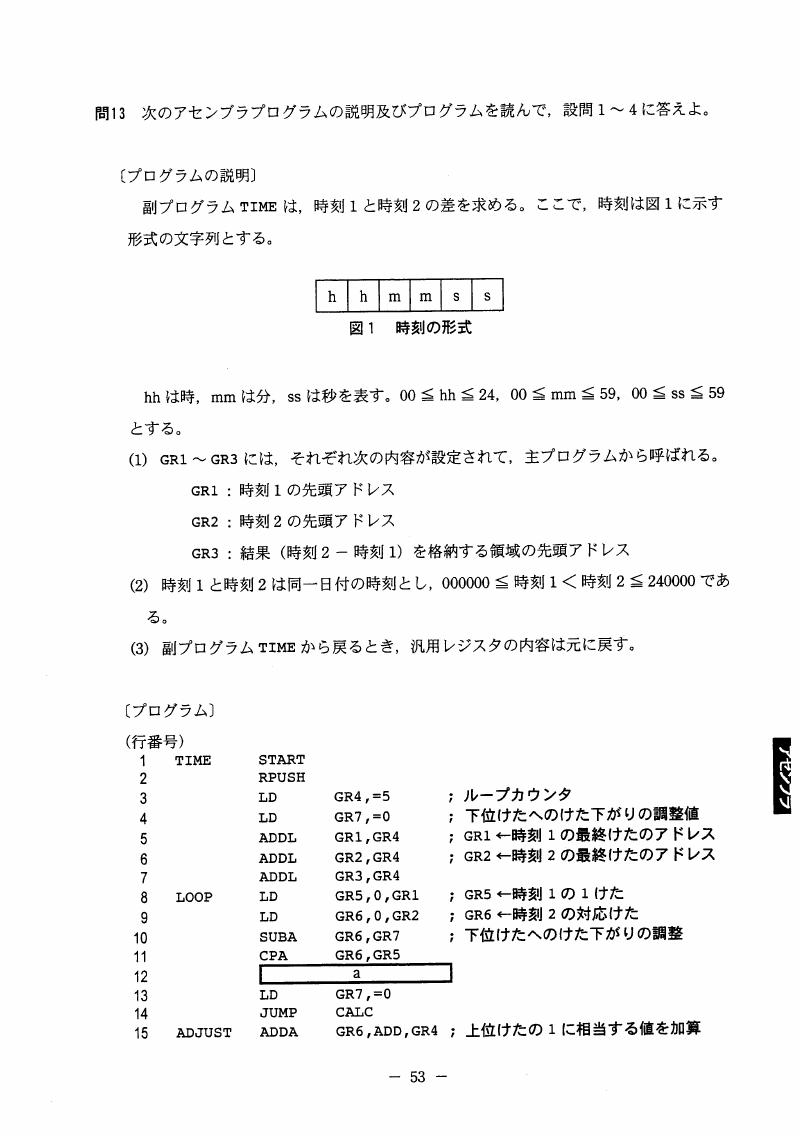 問13 次のアセンブラプログラムの説明及びプログラムを読んで，設問1～4に答えよ。
〔プログラムの説明〕
副プログラム TIME は，時刻1と時刻2の差を求める。ここで，時刻は図1に示す
形式の文字列とする。
h h m m s s
図1 時刻の形式
hh は時，mm は分，ss は秒を表す。00 ≦ hh ≦ 24，00 ≦ mm ≦ 59，00 ≦ ss ≦ 59
とする。
(1) GR1 ～ GR3 には，それぞれ次の内容が設定されて，主プログラムから呼ばれる。
GR1 : 時刻1の先頭アドレス
GR2 : 時刻2の先頭アドレス
GR3 : 結果（時刻2 － 時刻1）を格納する領域の先頭アドレス
(2) 時刻1と時刻2は同一日付の時刻とし，000000 ≦ 時刻1 ＜ 時刻2 ≦ 240000 であ
る。
(3) 副プログラム TIME から戻るとき，汎用レジスタの内容は元に戻す。
〔プログラム〕
(行番号)
1 TIME START
2 RPUSH
3 LD GR4,=5 ; ループカウンタ
4 LD GR7,=0 ; 下位けたへのけた下がりの調整値
5 ADDL GR1,GR4 ; GR1 ←時刻1の最終けたのアドレス
6 ADDL GR2,GR4 ; GR2 ←時刻2の最終けたのアドレス
7 ADDL GR3,GR4
8 LOOP LD GR5,0,GR1 ; GR5 ←時刻1の1けた
9 LD GR6,0,GR2 ; GR6 ←時刻2の対応けた
10 SUBA GR6,GR7 ; 下位けたへのけた下がりの調整
11 CPA GR6,GR5
12 a
13 LD GR7,=0
14 JUMP CALC
15 ADJUST ADDA GR6,ADD,GR4 ; 上位けたの1に相当する値を加算
アセンブラ
－ 53 －